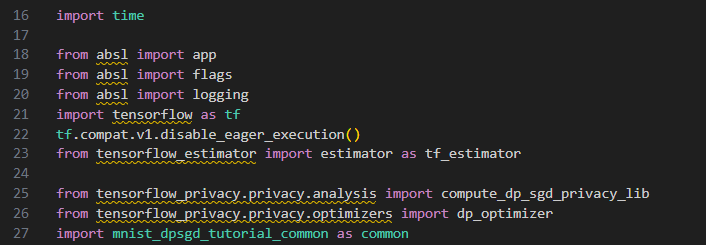 16 import time
17
18 from absl import app
19 from absl import flags
20 from absl import logging
21 import tensorflow as tf
22 tf.compat.v1.disable_eager_execution()
23 from tensorflow_estimator import estimator as tf_estimator
24
25 from tensorflow_privacy.privacy.analysis import compute_dp_sgd_privacy_lib
26 from tensorflow_privacy.privacy.optimizers import dp_optimizer
27 import mnist_dpsgd_tutorial_common as common